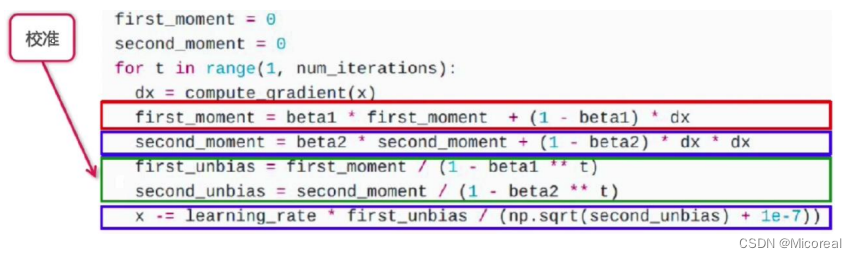 校准
first_moment = 0
second_moment = 0
for t in range(1, num_iterations):
dx = compute_gradient(x)
first_moment = beta1 * first_moment + (1 - beta1) * dx
second_moment = beta2 * second_moment + (1 - beta2) * dx * dx
first_unbias = first_moment / (1 - beta1 ** t)
second_unbias = second_moment / (1 - beta2 ** t)
x -= learning_rate * first_unbias / (np.sqrt(second_unbias) + 1e-7))
CSDN @Micoreal